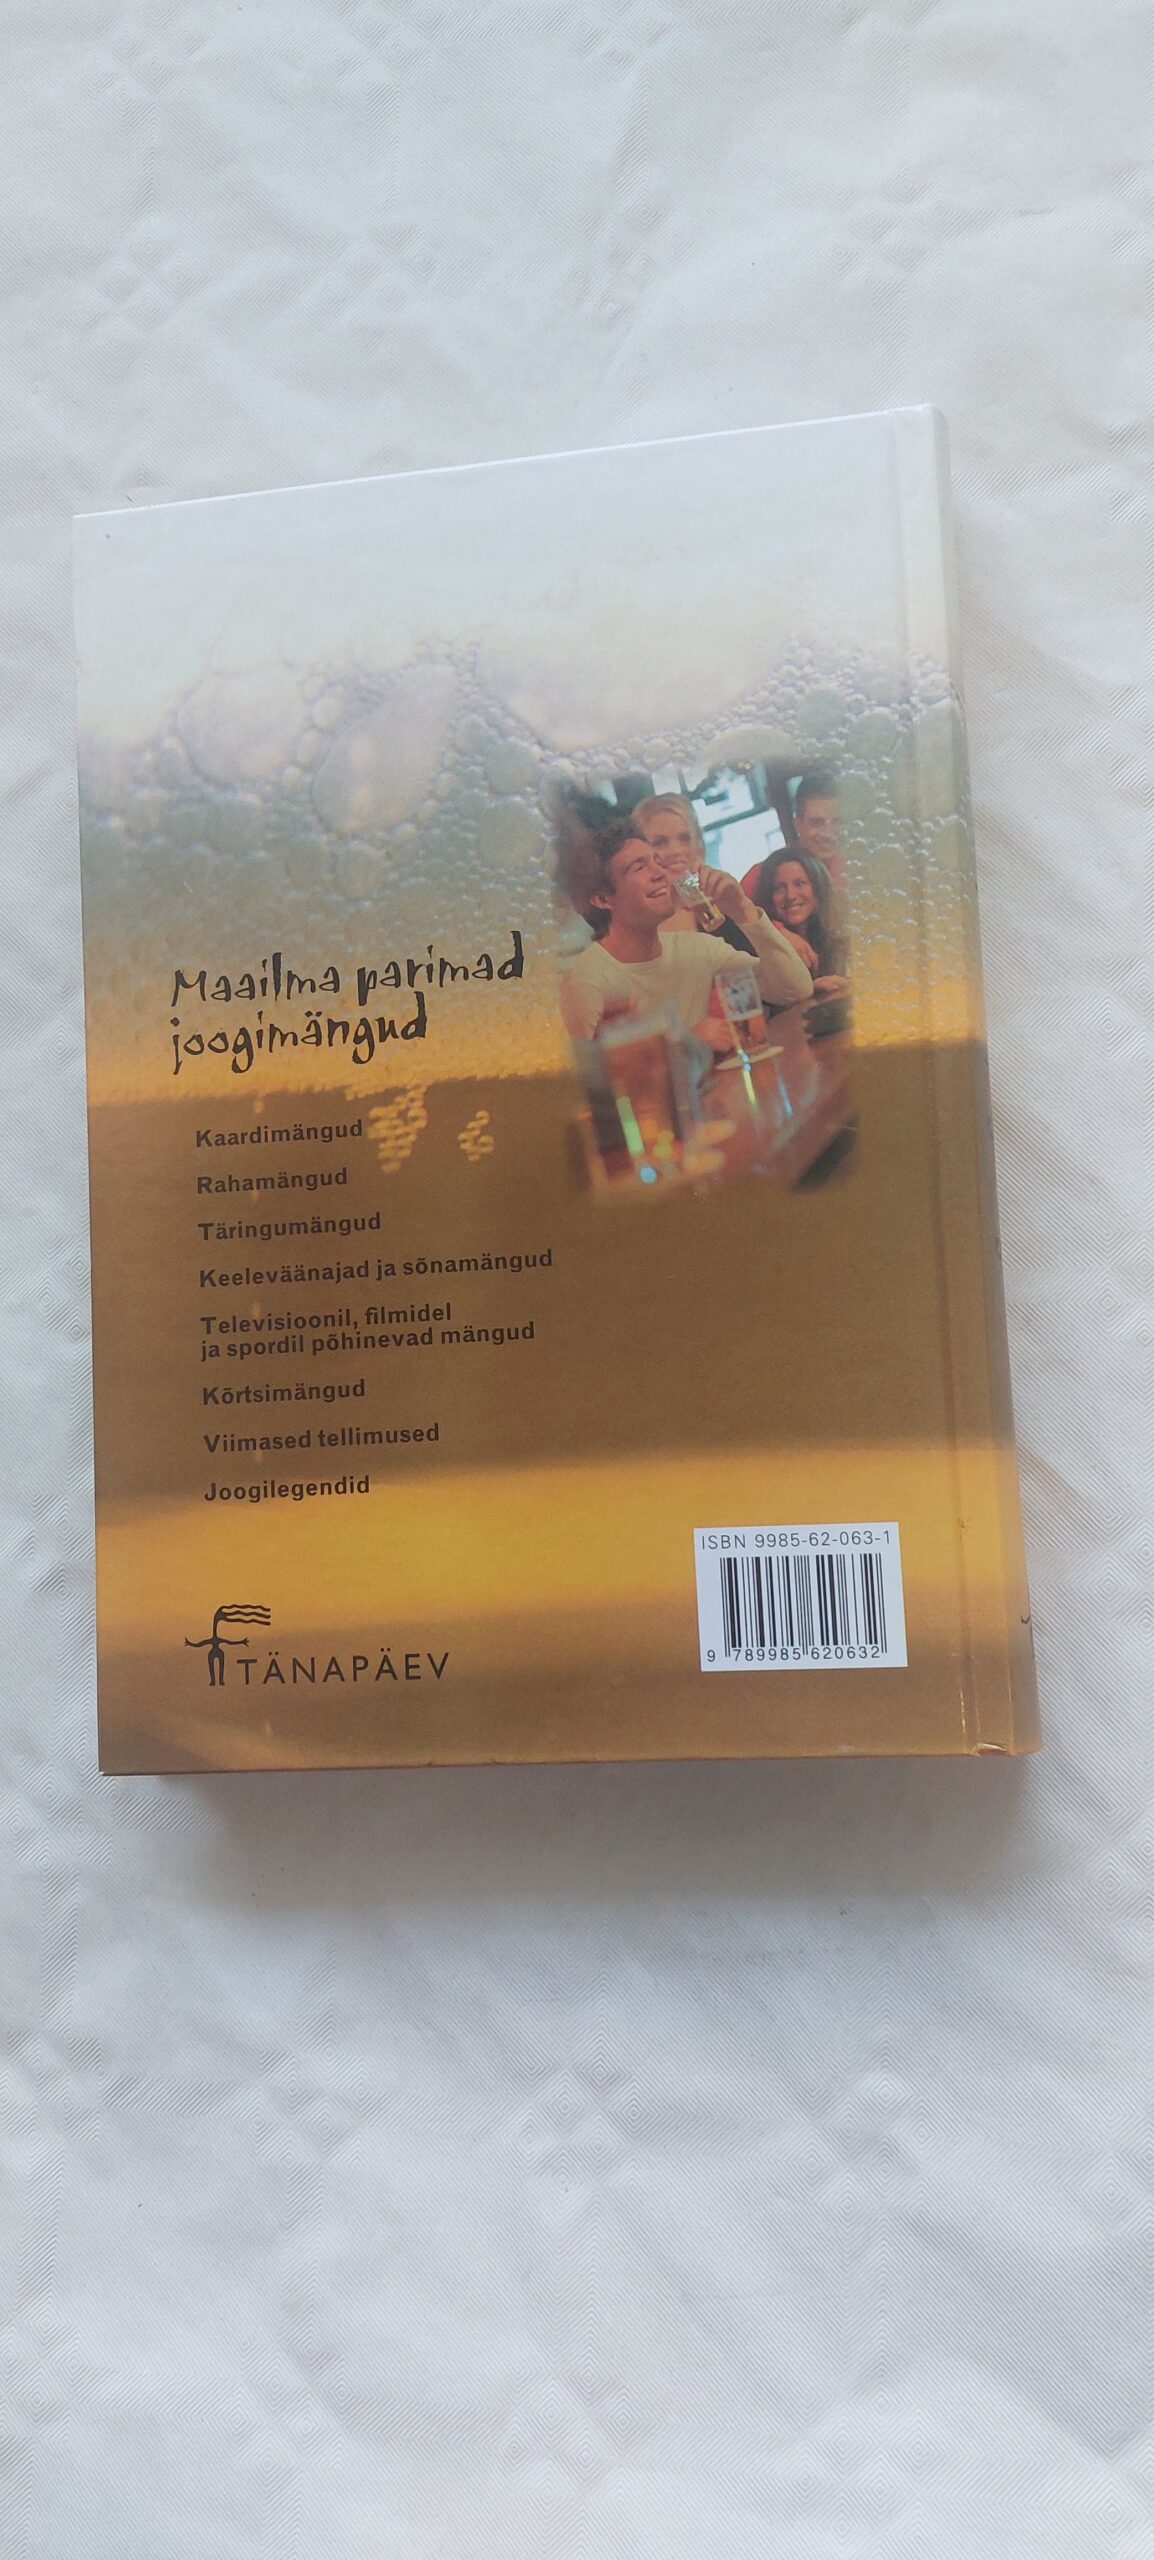 Maailma parimad
joogimängud
Kaardimängud
Rahamängud
Täringumängud
Keeleväänajad ja sõnamängud
Televisioonil, filmidel
ja spordil põhinevad mängud
Kõrtsimängud
Viimased tellimused
Joogilegendid
TÄNAPÄEV
ISBN 9985-62-063-1
9 789985 620632